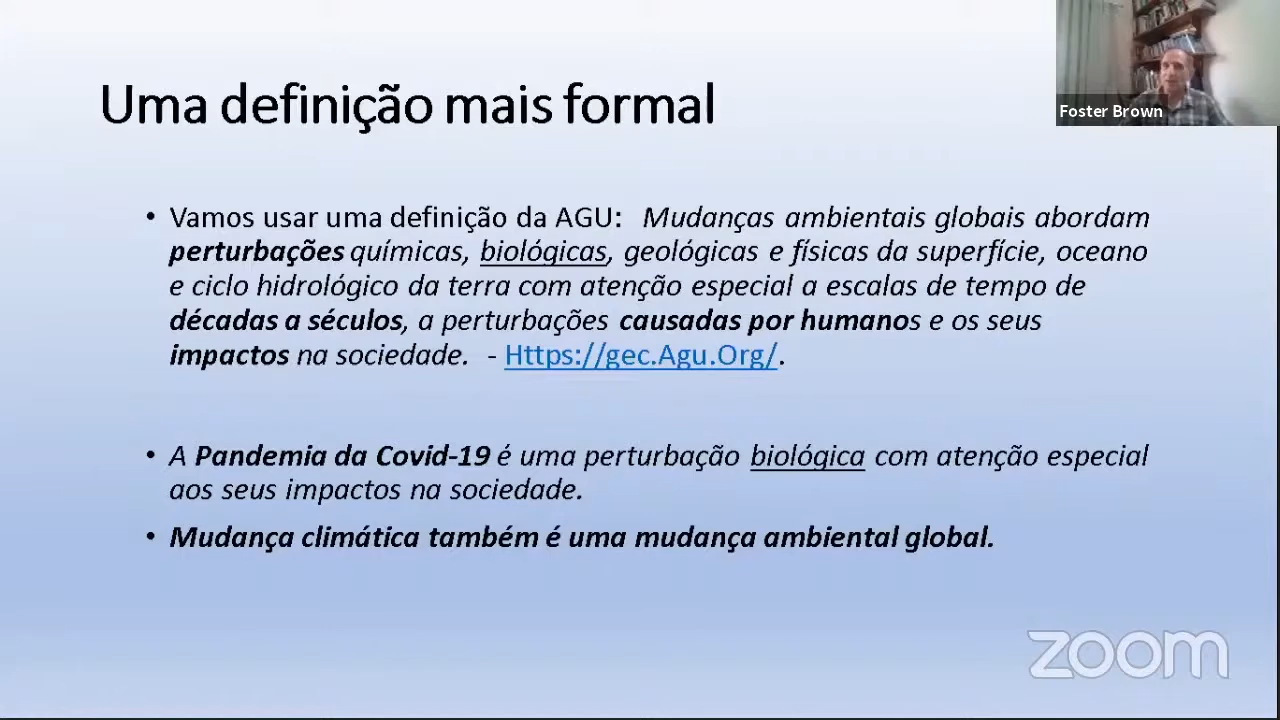 Uma definição mais formal
Foster Brown
• Vamos usar uma definição da AGU: Mudanças ambientais globais abordam
perturbações químicas, biológicas, geológicas e físicas da superfície, oceano
e ciclo hidrológico da terra com atenção especial a escalas de tempo de
décadas a séculos, a perturbações causadas por humanos e os seus
impactos na sociedade. - Https://gec.Agu.Org/.
• A Pandemia da Covid-19 é uma perturbação biológica com atenção especial
aos seus impactos na sociedade.
• Mudança climática também é uma mudança ambiental global.
zoom